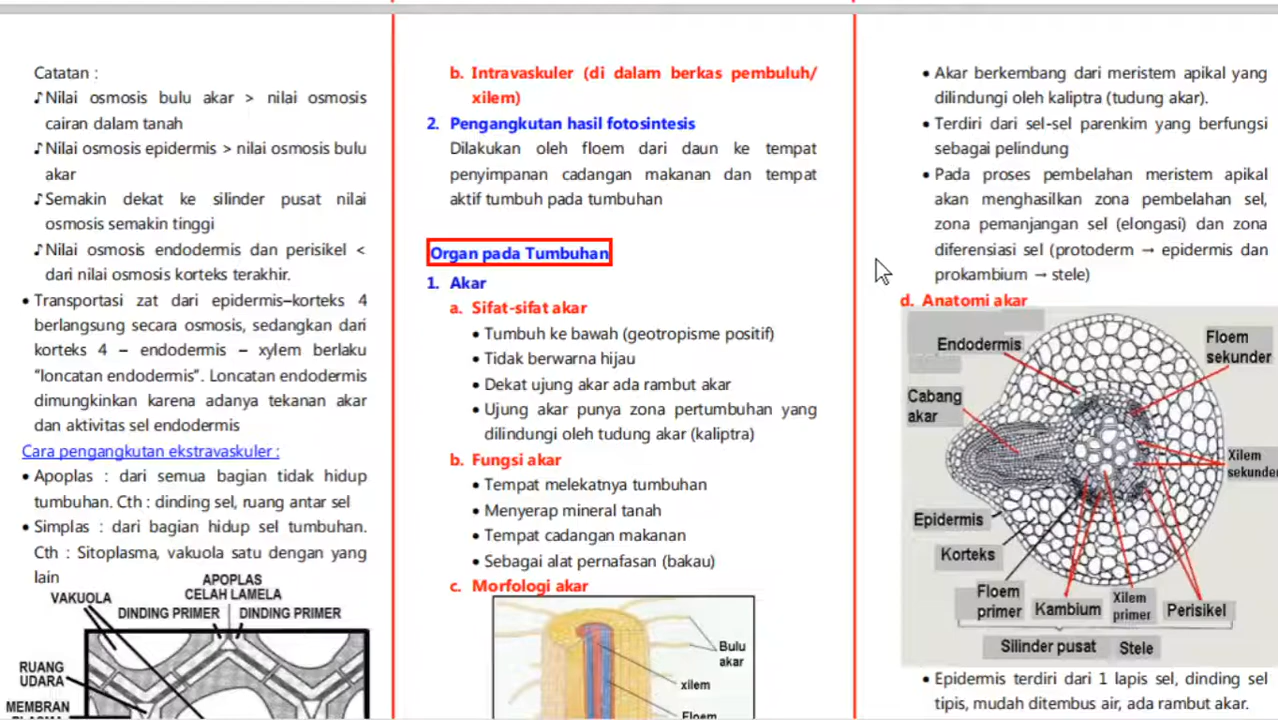 Catatan :
♪Nilai osmosis bulu akar > nilai osmosis
cairan dalam tanah
♪Nilai osmosis epidermis > nilai osmosis bulu
akar
♪Semakin dekat ke silinder pusat nilai
osmosis semakin tinggi
♪Nilai osmosis endodermis dan perisikel <
dari nilai osmosis korteks terakhir.
• Transportasi zat dari epidermis–korteks 4
berlangsung secara osmosis, sedangkan dari
korteks 4 – endodermis – xylem berlaku
“loncatan endodermis”. Loncatan endodermis
dimungkinkan karena adanya tekanan akar
dan aktivitas sel endodermis
Cara pengangkutan ekstravaskuler :
• Apoplas : dari semua bagian tidak hidup
tumbuhan. Cth : dinding sel, ruang antar sel
• Simplas : dari bagian hidup sel tumbuhan.
Cth : Sitoplasma, vakuola satu dengan yang
lain
APOPLAS
VAKUOLA
CELAH LAMELA
DINDING PRIMER
DINDING PRIMER
RUANG
UDARA
MEMBRAN
b. Intravaskuler (di dalam berkas pembuluh/
xilem)
2. Pengangkutan hasil fotosintesis
Dilakukan oleh floem dari daun ke tempat
penyimpanan cadangan makanan dan tempat
aktif tumbuh pada tumbuhan
Organ pada Tumbuhan
1. Akar
a. Sifat-sifat akar
• Tumbuh ke bawah (geotropisme positif)
• Tidak berwarna hijau
• Dekat ujung akar ada rambut akar
• Ujung akar punya zona pertumbuhan yang
dilindungi oleh tudung akar (kaliptra)
b. Fungsi akar
• Tempat melekatnya tumbuhan
• Menyerap mineral tanah
• Tempat cadangan makanan
• Sebagai alat pernafasan (bakau)
c. Morfologi akar
Bulu
akar
xilem
Floem
• Akar berkembang dari meristem apikal yang
dilindungi oleh kaliptra (tudung akar).
• Terdiri dari sel-sel parenkim yang berfungsi
sebagai pelindung
• Pada proses pembelahan meristem apikal
akan menghasilkan zona pembelahan sel,
zona pemanjangan sel (elongasi) dan zona
diferensiasi sel (protoderm → epidermis dan
prokambium → stele)
d. Anatomi akar
Endodermis
Floem
sekunder
Cabang
akar
Xilem
sekunder
Epidermis
Korteks
Floem
primer
Kambium
Xilem
primer
Perisikel
Silinder pusat
Stele
• Epidermis terdiri dari 1 lapis sel, dinding sel
tipis, mudah ditembus air, ada rambut akar.